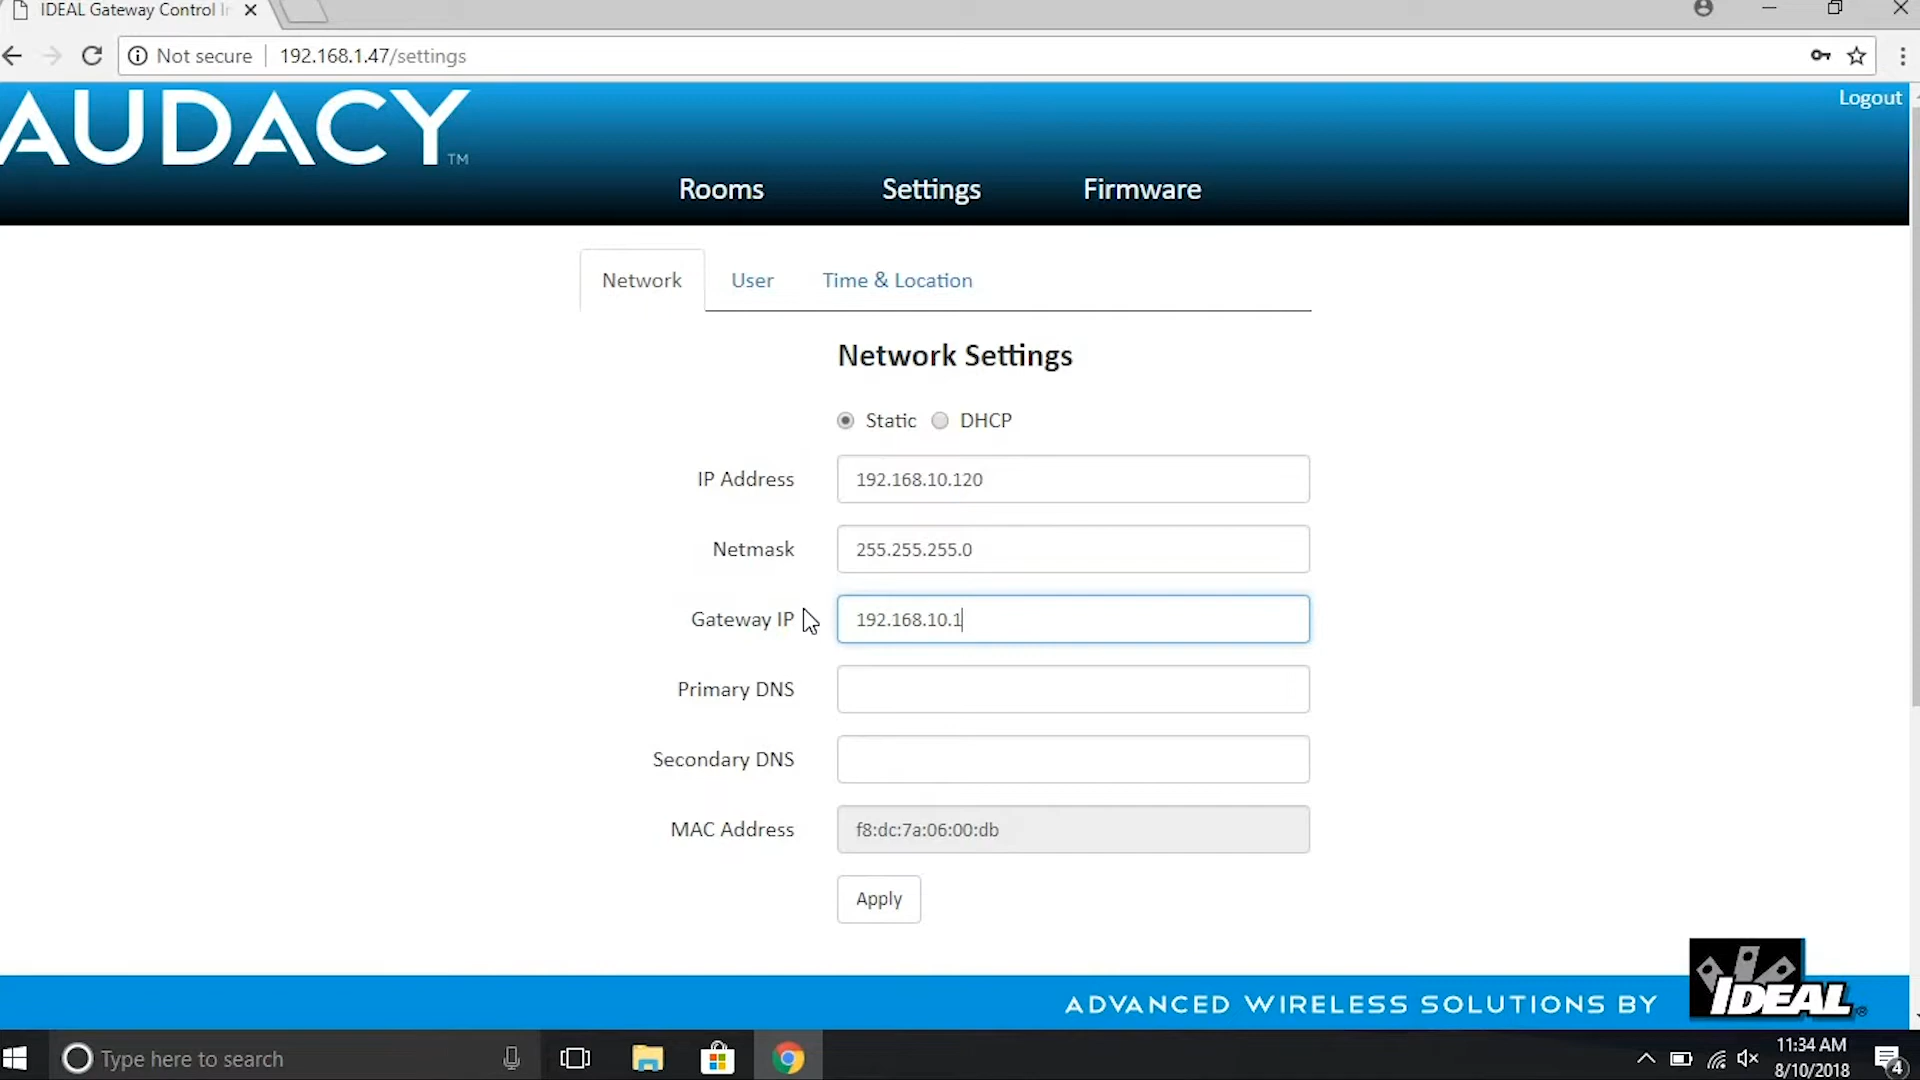 IDEAL Gateway Control
Not secure
192.168.1.47/settings
AUDACY TM
Logout
Rooms
Settings
Firmware
Network
User
Time & Location
Network Settings
Static
DHCP
IP Address
192.168.10.120
Netmask
255.255.255.0
Gateway IP
192.168.10.1
Primary DNS
Secondary DNS
MAC Address
f8:dc:7a:06:00:db
Apply
ADVANCED WIRELESS SOLUTIONS BY
IDEAL®
Type here to search
11:34 AM
8/10/2018
4